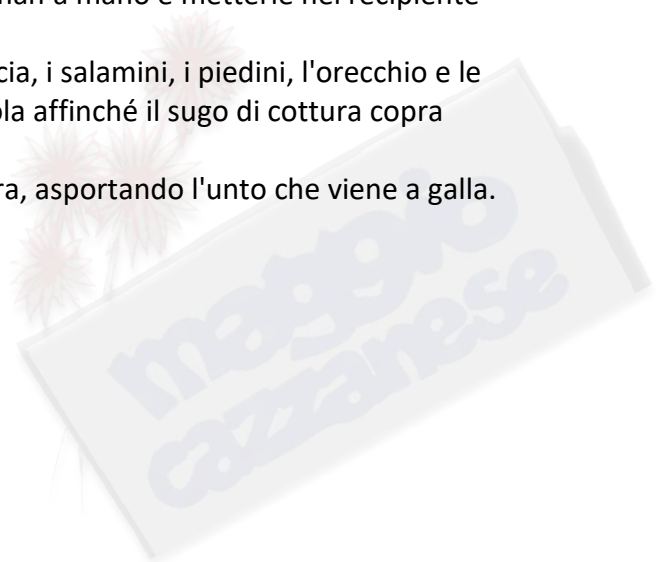 man a mano e metterle nel recipiente
cia, i salamini, i piedini, l'orecchio e le
ola affinché il sugo di cottura copra
ra, asportando l'unto che viene a galla.
maggio
cazzanese